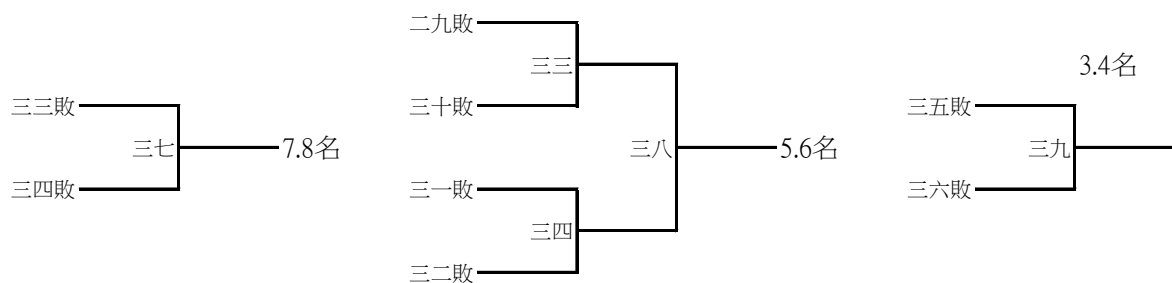 二九敗
三三
3.4名
三三敗
三十敗
三五敗
三七
7.8名
三八
5.6名
三九
三四敗
三一敗
三六敗
三四
三二敗